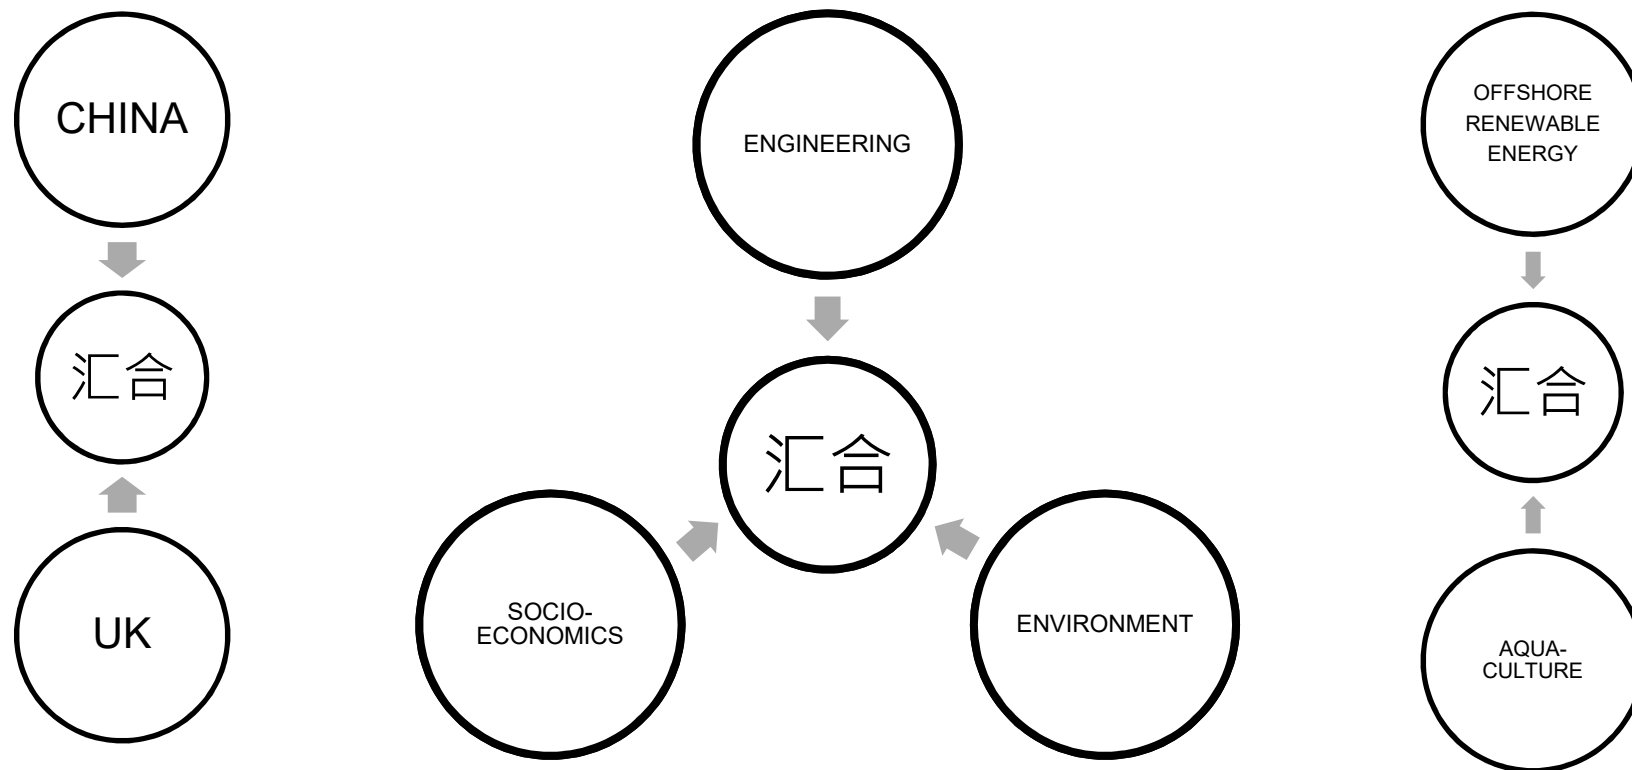 CHINA
汇合
UK
ENGINEERING
汇合
SOCIO-
ECONOMICS
ENVIRONMENT
OFFSHORE
RENEWABLE
ENERGY
汇合
AQUA-
CULTURE